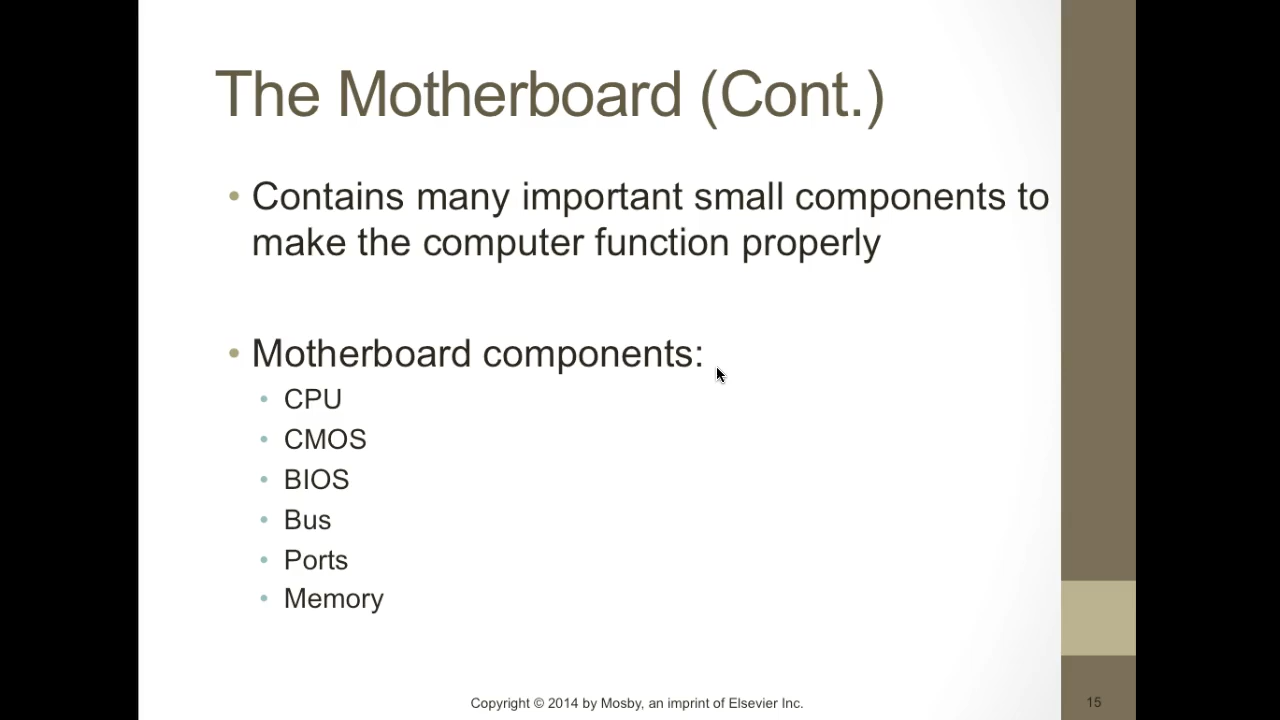 The Motherboard (Cont.)
• Contains many important small components to
make the computer function properly
• Motherboard components:
• CPU
• CMOS
• BIOS
• Bus
• Ports
• Memory
Copyright © 2014 by Mosby, an imprint of Elsevier Inc.
15